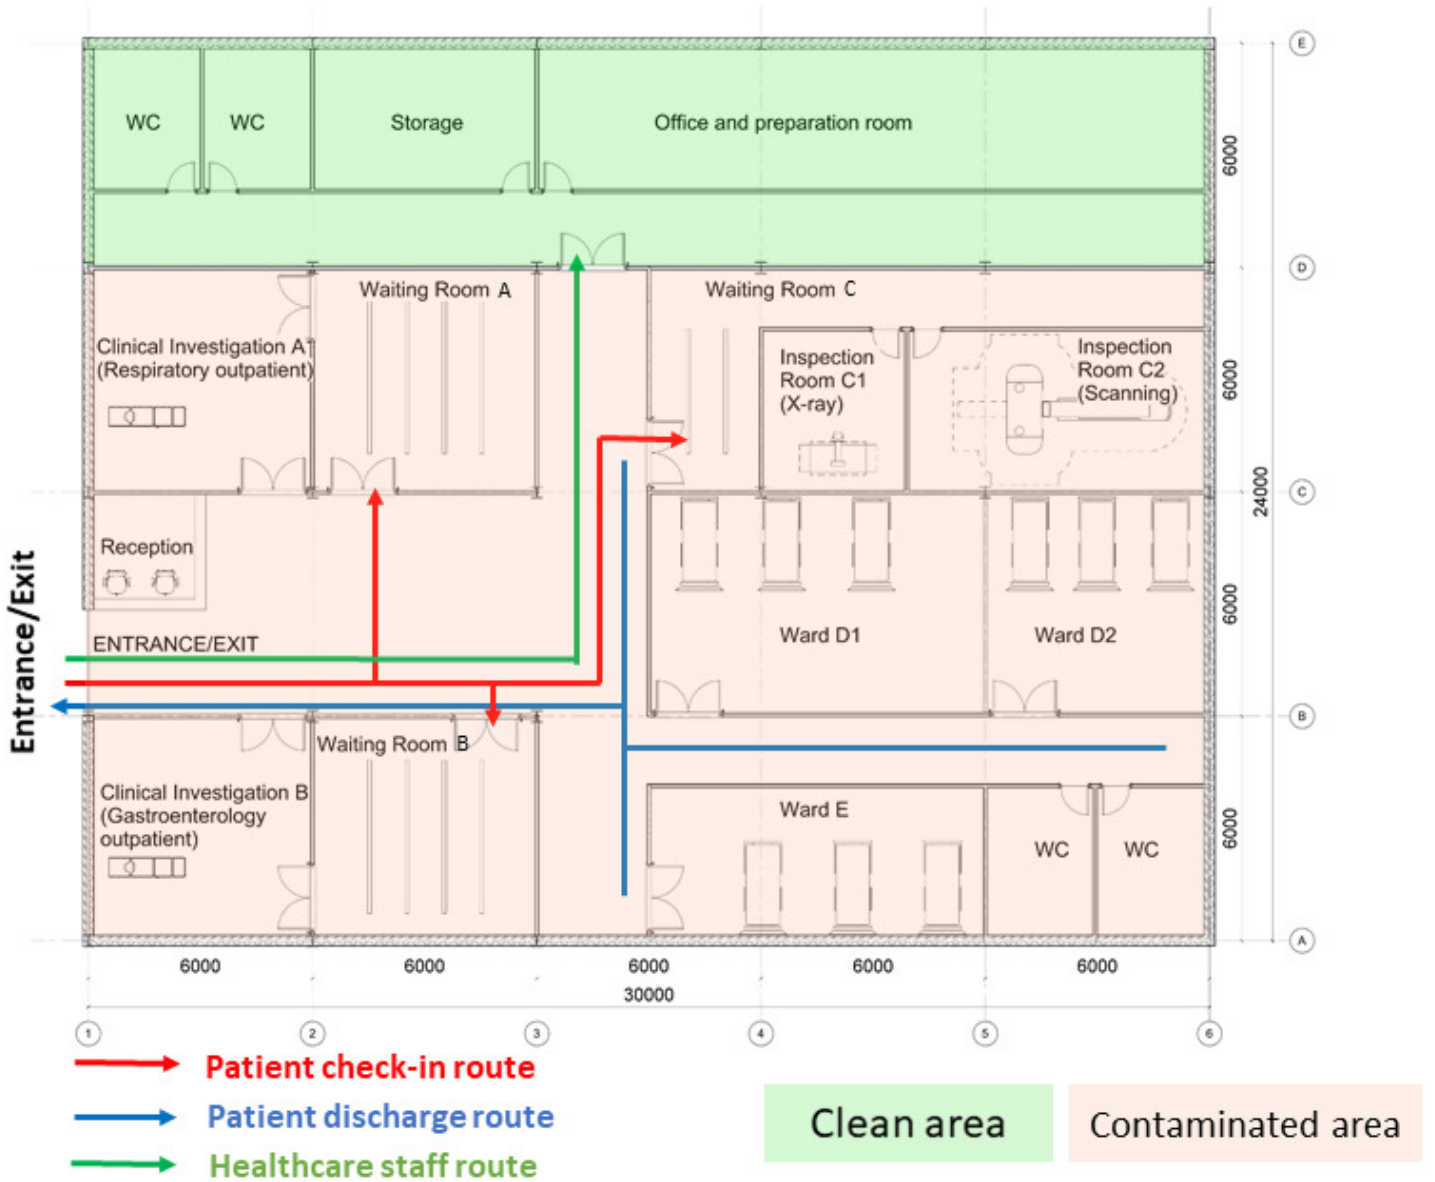 E
WC
WC
Storage
Office and preparation room
6000
D
Waiting Room A
Waiting Room C
Clinical Investigation A
(Respiratory outpatient)
Inspection
Room C1
(X-ray)
Inspection
Room C2
(Scanning)
6000
C
24000
Reception
Entrance/Exit
ENTRANCE/EXIT
Ward D1
Ward D2
6000
B
Waiting Room B
Clinical Investigation B
(Gastroenterology
outpatient)
Ward E
WC
WC
6000
A
6000
6000
6000
6000
6000
30000
1
2
3
4
5
6
Patient check-in route
Patient discharge route
Healthcare staff route
Clean area
Contaminated area